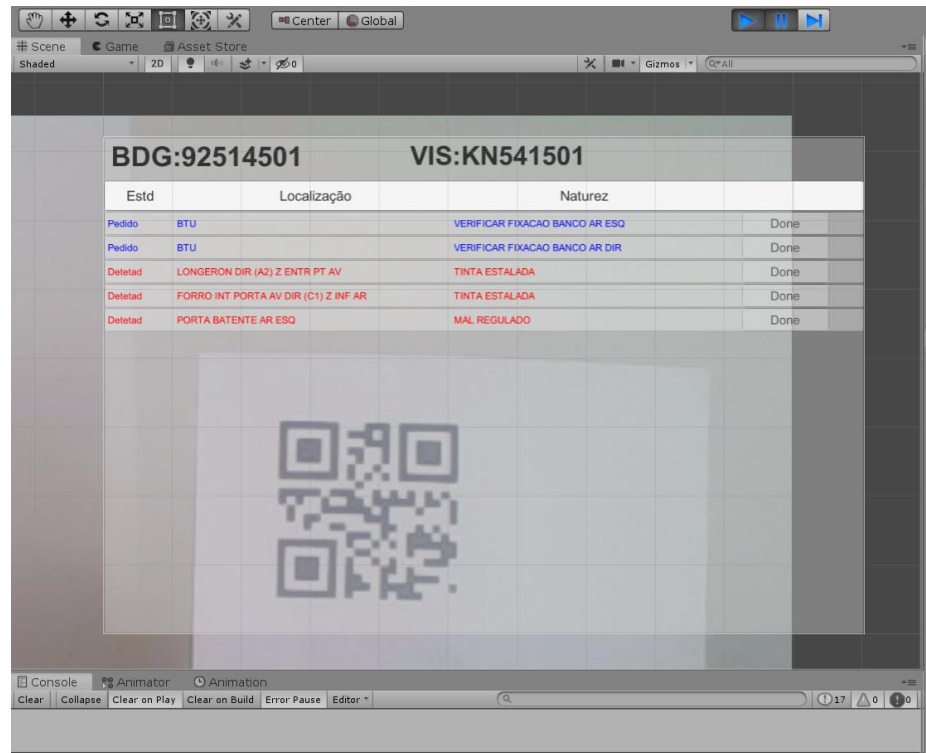 Center Global
Scene Game Asset Store
Shaded 2D 0 Gizmos All
BDG:92514501 VIS:KN541501
Estd Localização Naturez
Pedido BTU VERIFICAR FIXACAO BANCO AR ESQ Done
Pedido BTU VERIFICAR FIXACAO BANCO AR DIR Done
Detetad LONGERON DIR (A2) Z ENTR PT AV TINTA ESTALADA Done
Detetad FORRO INT PORTA AV DIR (C1) Z INF AR TINTA ESTALADA Done
Detetad PORTA BATENTE AR ESQ MAL REGULADO Done
Console Animator Animation
Clear Collapse Clear on Play Clear on Build Error Pause Editor 17 0 0